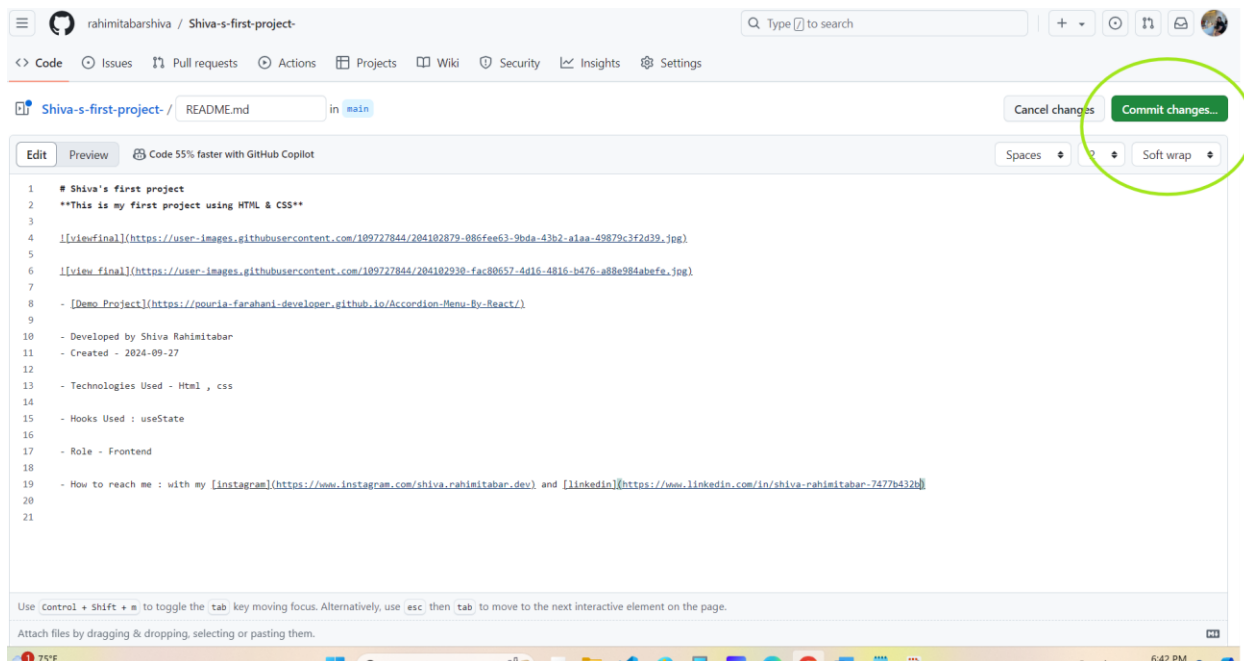 rahimitabarshiva / Shiva-s-first-project-
Type / to search
<> Code Issues Pull requests Actions Projects Wiki Security Insights Settings
Shiva-s-first-project- / README.md in main
Cancel changes Commit changes...
Edit Preview Code 55% faster with GitHub Copilot
Spaces 2 Soft wrap
1 # Shiva's first project
2 **This is my first project using HTML & CSS**
3
4 ![viewfinal](https://user-images.githubusercontent.com/109727844/204102879-086fee63-9bda-43b2-a1aa-49879c3f2d39.jpg)
5
6 ![view final](https://user-images.githubusercontent.com/109727844/204102930-fac80657-4d16-4816-b476-a88e984abefe.jpg)
7
8 - [Demo Project](https://pouria-farahani-developer.github.io/Accordion-Menu-By-React/)
9
10 - Developed by Shiva Rahimitabar
11 - Created - 2024-09-27
12
13 - Technologies Used - Html , css
14
15 - Hooks Used : useState
16
17 - Role - Frontend
18
19 - How to reach me : with my [instagram](https://www.instagram.com/shiva.rahimitabar.dev) and [linkedin](https://www.linkedin.com/in/shiva-rahimitabar-7477b432b)
20
21
Use Control + Shift + m to toggle the tab key moving focus. Alternatively, use esc then tab to move to the next interactive element on the page.
Attach files by dragging & dropping, selecting or pasting them.
1 75°F
6:42 PM